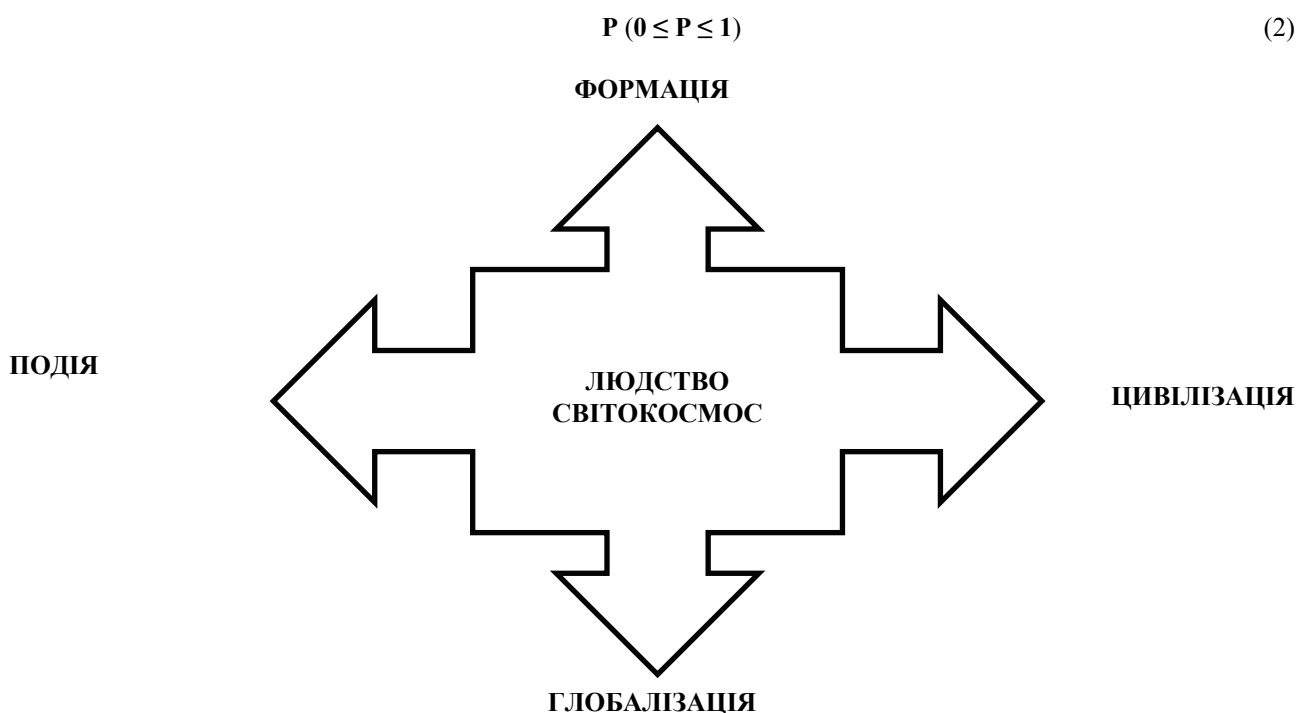 P (0 ≤ P ≤ 1) (2)
ФОРМАЦІЯ
ПОДІЯ
ЛЮДСТВО
СВІТОКОСМОС
ЦИВІЛІЗАЦІЯ
ГЛОБАЛІЗАЦІЯ